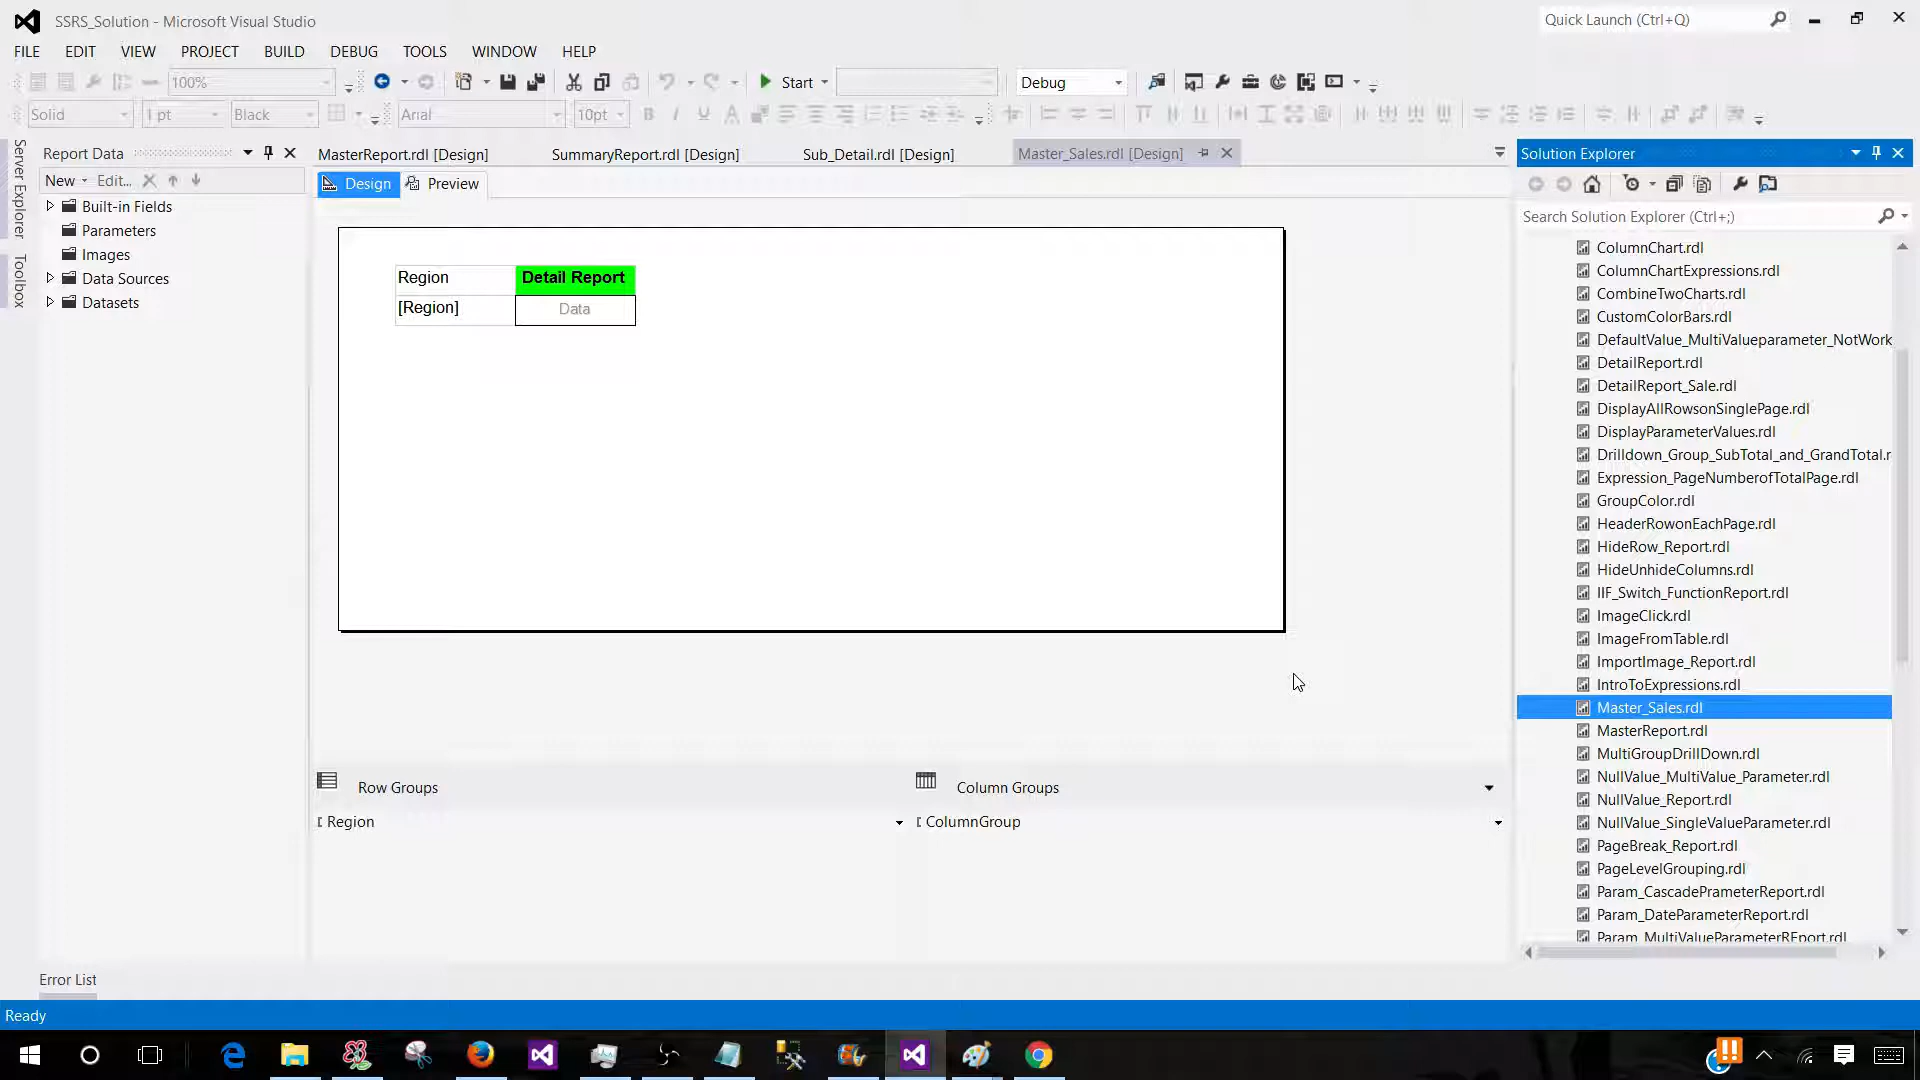 SSRS_Solution - Microsoft Visual Studio
Quick Launch (Ctrl+Q)
FILE EDIT VIEW PROJECT BUILD DEBUG TOOLS WINDOW HELP
100% Start Debug
Solid 1 pt Black Arial 10pt B I U A
Server Explorer
Toolbox
Report Data
New Edit...
Built-in Fields
Parameters
Images
Data Sources
Datasets
MasterReport.rdl [Design] SummaryReport.rdl [Design] Sub_Detail.rdl [Design] Master_Sales.rdl [Design]
Design Preview
Region Detail Report
[Region] Data
Row Groups Column Groups
Region ColumnGroup
Solution Explorer
Search Solution Explorer (Ctrl+;)
ColumnChart.rdl
ColumnChartExpressions.rdl
CombineTwoCharts.rdl
CustomColorBars.rdl
DefaultValue_MultiValueparameter_NotWork
DetailReport.rdl
DetailReport_Sale.rdl
DisplayAllRowsonSinglePage.rdl
DisplayParameterValues.rdl
Drilldown_Group_SubTotal_and_GrandTotal.r
Expression_PageNumberofTotalPage.rdl
GroupColor.rdl
HeaderRowonEachPage.rdl
HideRow_Report.rdl
HideUnhideColumns.rdl
IIF_Switch_FunctionReport.rdl
ImageClick.rdl
ImageFromTable.rdl
ImportImage_Report.rdl
IntroToExpressions.rdl
Master_Sales.rdl
MasterReport.rdl
MultiGroupDrillDown.rdl
NullValue_MultiValue_Parameter.rdl
NullValue_Report.rdl
NullValue_SingleValueParameter.rdl
PageBreak_Report.rdl
PageLevelGrouping.rdl
Param_CascadePrameterReport.rdl
Param_DateParameterReport.rdl
Param_MultiValueParameterREport.rdl
Error List
Ready